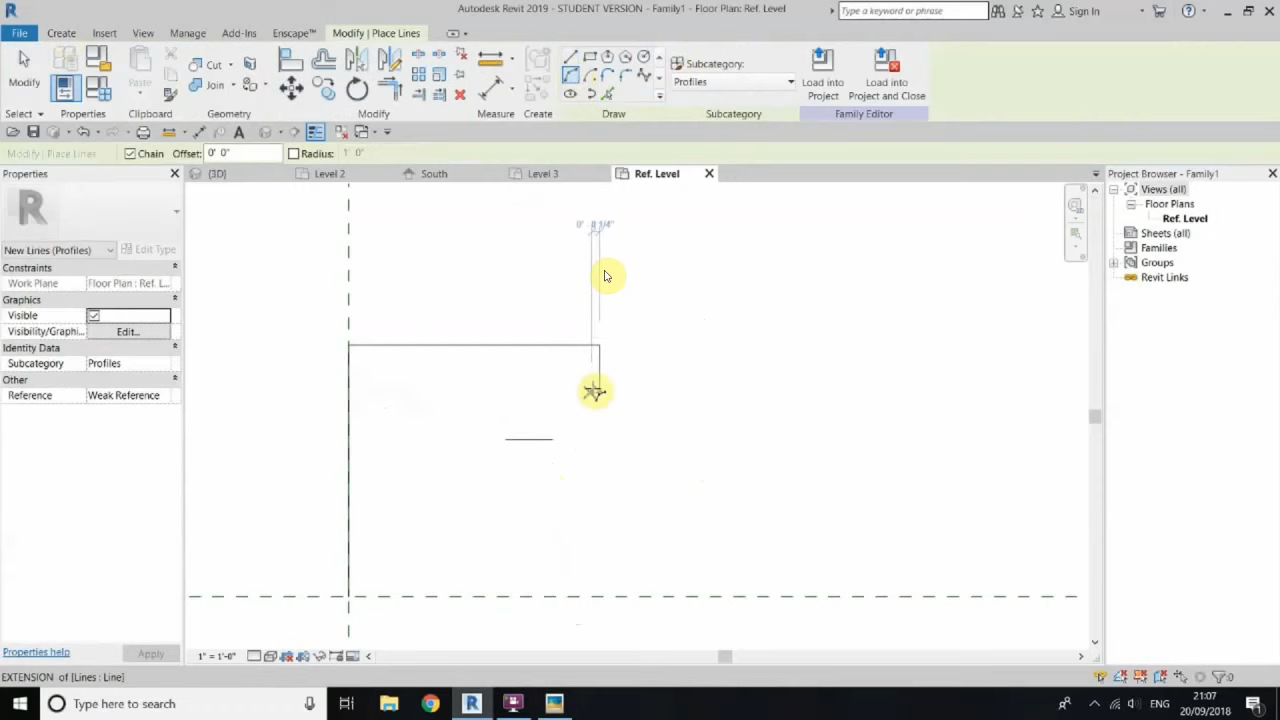 Autodesk Revit 2019 - STUDENT VERSION - Family1 - Floor Plan: Ref. Level
Type a keyword or phrase
Sign In
File
Create
Insert
View
Manage
Add-Ins
Enscape™
Modify | Place Lines
Modify
Paste
Cut
Join
Subcategory:
Profiles
Load into
Project
Load into
Project and Close
Select
Properties
Clipboard
Geometry
Modify
Measure
Create
Draw
Subcategory
Family Editor
Modify | Place Lines
Chain
Offset:
0' 0"
Radius:
1' 0"
Properties
{3D}
Level 2
South
Level 3
Ref. Level
Project Browser - Family1
New Lines (Profiles)
Edit Type
Constraints
Work Plane
Floor Plan : Ref. L...
Graphics
Visible
Visibility/Graphi...
Edit...
Identity Data
Subcategory
Profiles
Other
Reference
Weak Reference
Views (all)
Floor Plans
Ref. Level
Sheets (all)
Families
Groups
Revit Links
Properties help
Apply
1" = 1'-0"
EXTENSION of [Lines : Line]
:0
Type here to search
ENG
21:07
20/09/2018